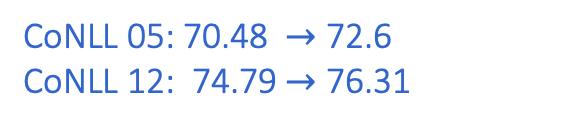 CoNLL 05: 70.48 → 72.6
CoNLL 12: 74.79 → 76.31